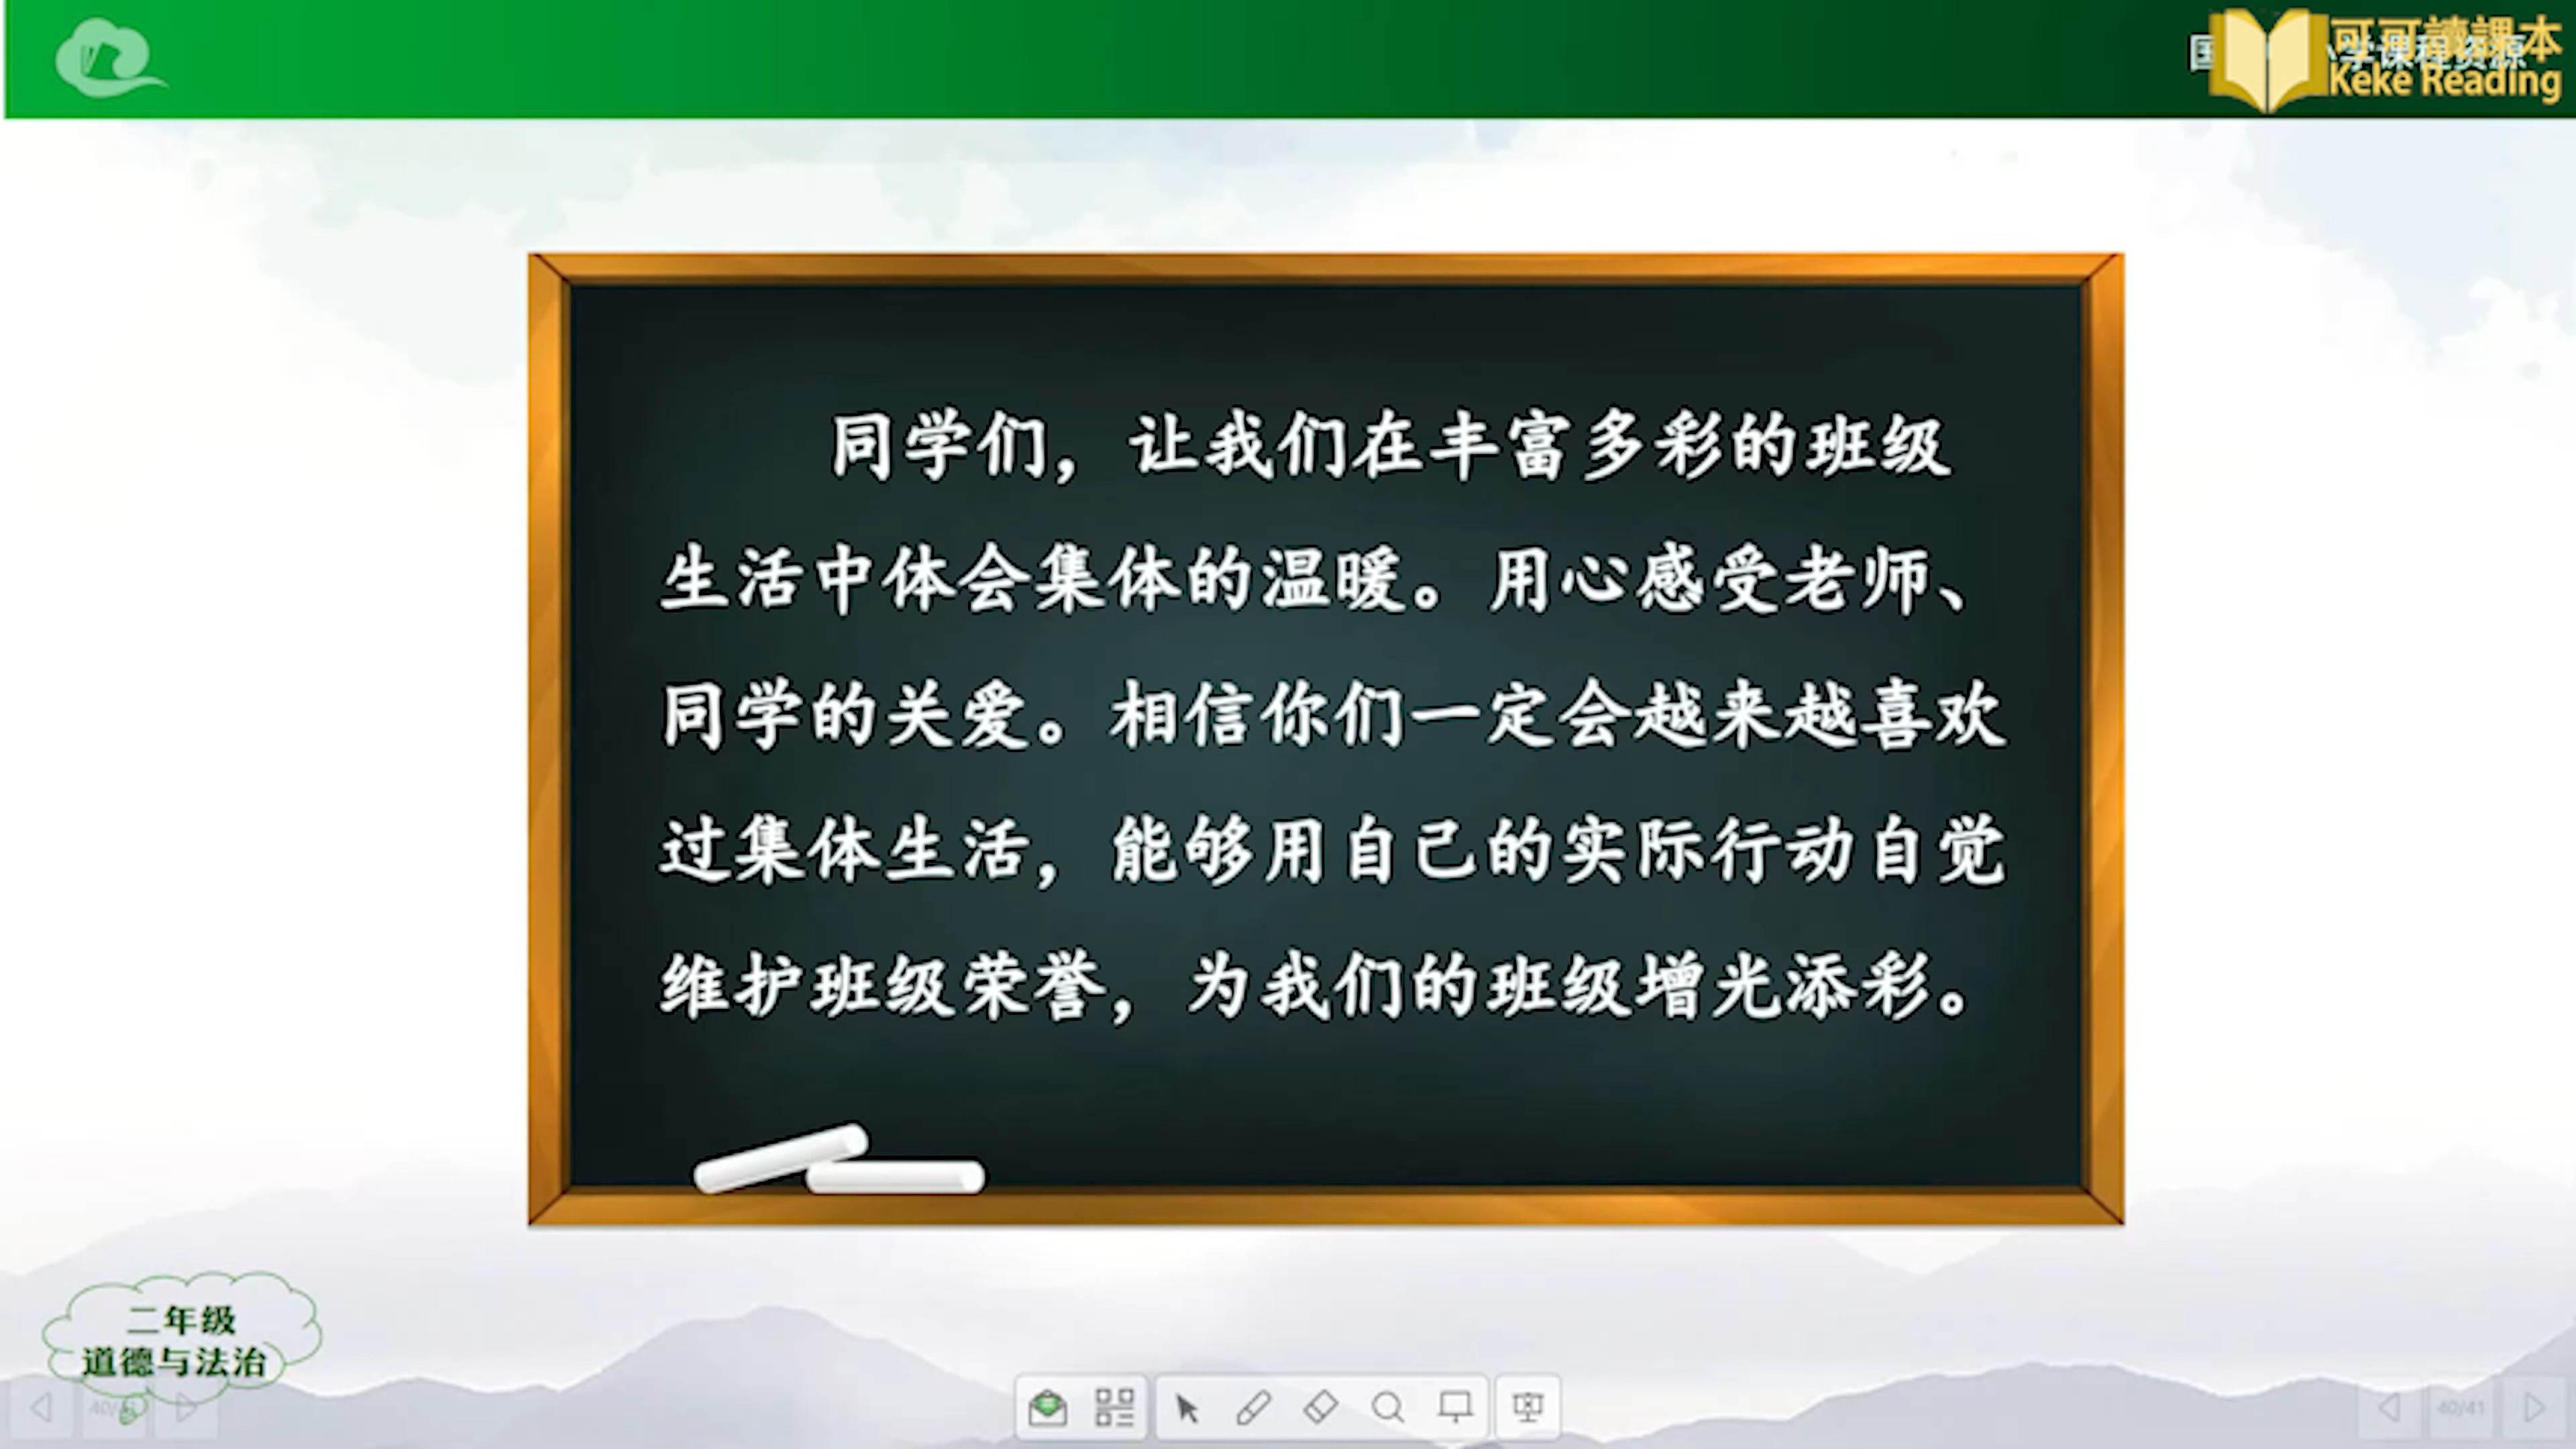 可可讀課本
Keke Reading
同学们，让我们在丰富多彩的班级
生活中体会集体的温暖。用心感受老师、
同学的关爱。相信你们一定会越来越喜欢
过集体生活，能够用自己的实际行动自觉
维护班级荣誉，为我们的班级增光添彩。
二年级
道德与法治
40/41